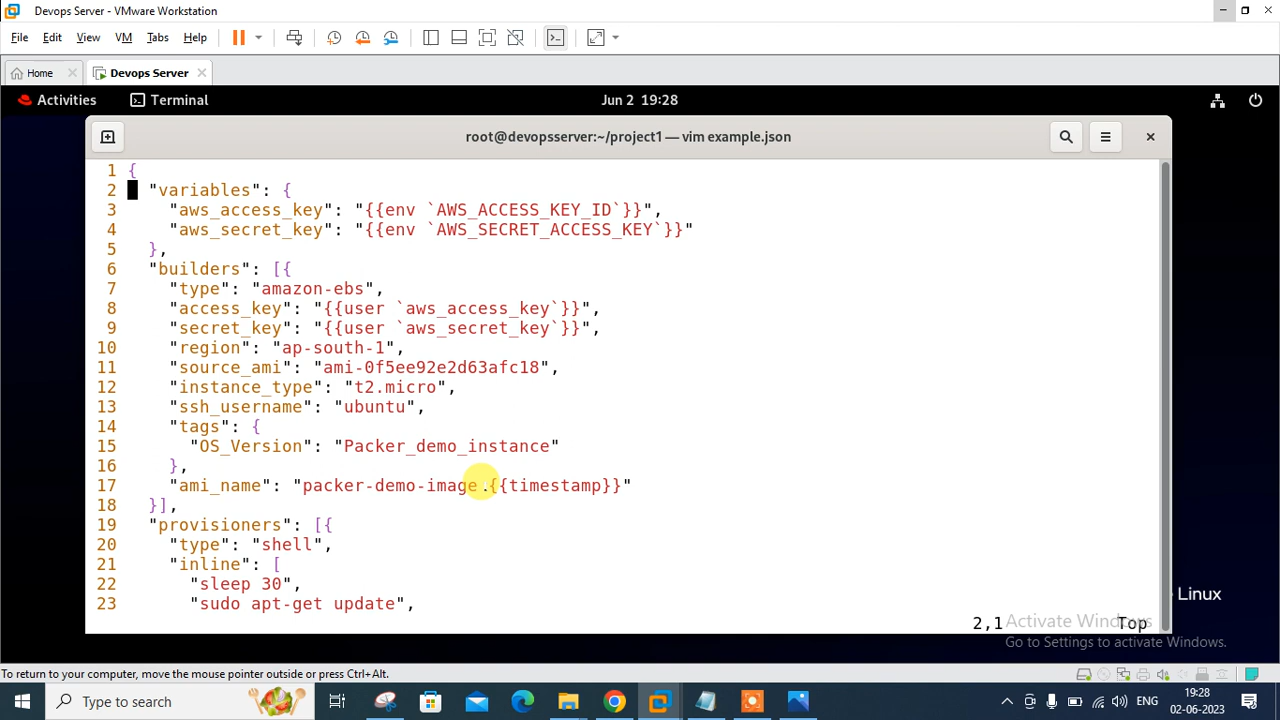 Devops Server - VMware Workstation
File Edit View VM Tabs Help
Home Devops Server
Activities Terminal Jun 2 19:28
root@devopsserver:~/project1 — vim example.json
1 {
2   "variables": {
3     "aws_access_key": "{{env `AWS_ACCESS_KEY_ID`}}",
4     "aws_secret_key": "{{env `AWS_SECRET_ACCESS_KEY`}}"
5   },
6   "builders": [{
7     "type": "amazon-ebs",
8     "access_key": "{{user `aws_access_key`}}",
9     "secret_key": "{{user `aws_secret_key`}}",
10     "region": "ap-south-1",
11     "source_ami": "ami-0f5ee92e2d63afc18",
12     "instance_type": "t2.micro",
13     "ssh_username": "ubuntu",
14     "tags": {
15       "OS_Version": "Packer_demo_instance"
16     },
17     "ami_name": "packer-demo-image.{{timestamp}}"
18   }],
19   "provisioners": [{
20     "type": "shell",
21     "inline": [
22       "sleep 30",
23       "sudo apt-get update",
Linux
2,1 Top
Activate Windows
Go to Settings to activate Windows.
To return to your computer, move the mouse pointer outside or press Ctrl+Alt.
Type to search
ENG
19:28
02-06-2023